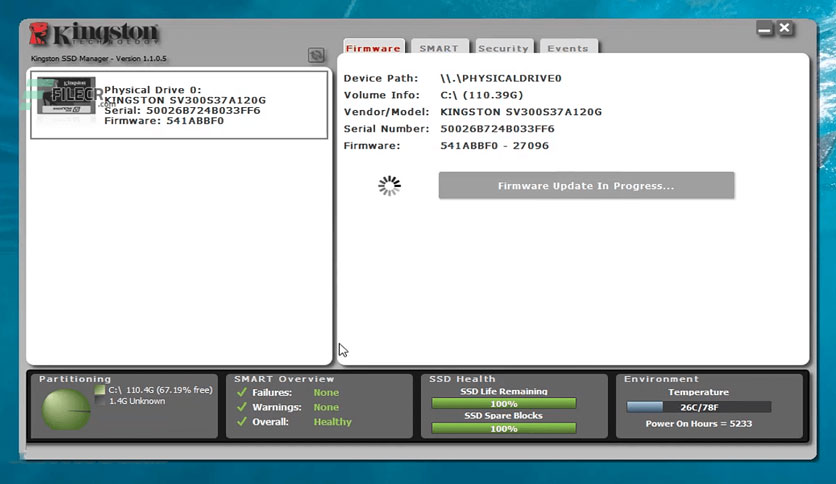 Kingston
TECHNOLOGY
Kingston SSD Manager - Version 1.1.0.5
FILECR
.com
Physical Drive 0:
KINGSTON SV300S37A120G
Serial: 50026B724B033FF6
Firmware: 541ABBF0
Firmware SMART Security Events
Device Path: \\.\PHYSICALDRIVE0
Volume Info: C:\ (110.39G)
Vendor/Model: KINGSTON SV300S37A120G
Serial Number: 50026B724B033FF6
Firmware: 541ABBF0 - 27096
Firmware Update In Progress...
Partitioning
C:\ 110.4G (67.19% free)
1.4G Unknown
SMART Overview
Failures: None
Warnings: None
Overall: Healthy
SSD Health
SSD Life Remaining
100%
SSD Spare Blocks
100%
Environment
Temperature
26C/78F
Power On Hours = 5233